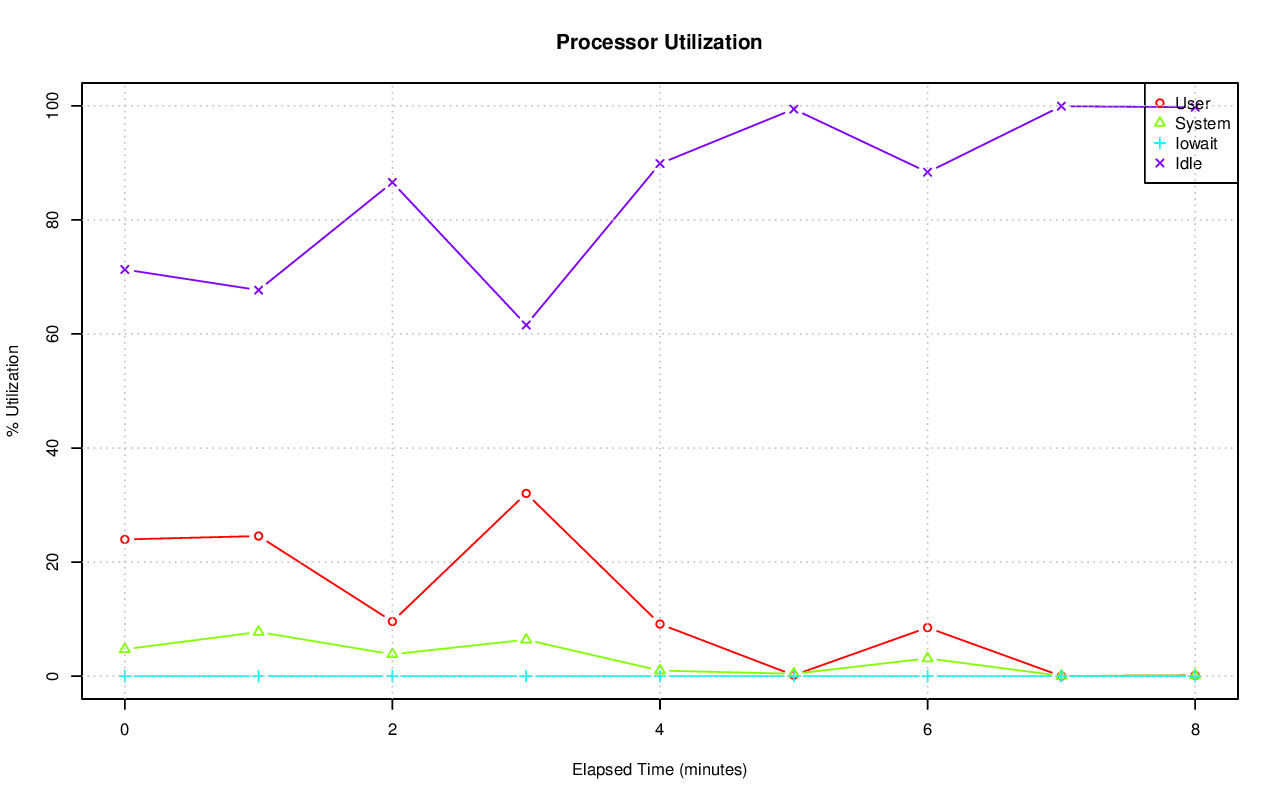 Processor Utilization
User
System
Iowait
Idle
100
80
60
40
20
0
% Utilization
0 2 4 6 8
Elapsed Time (minutes)